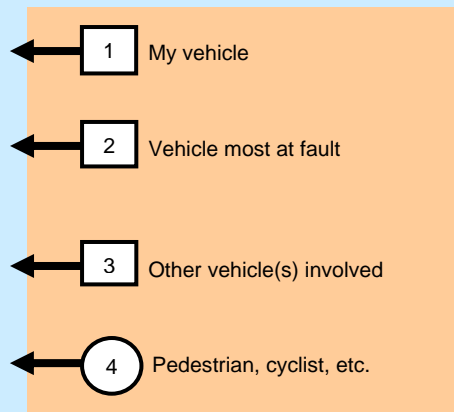 1 My vehicle
2 Vehicle most at fault
3 Other vehicle(s) involved
4 Pedestrian, cyclist, etc.